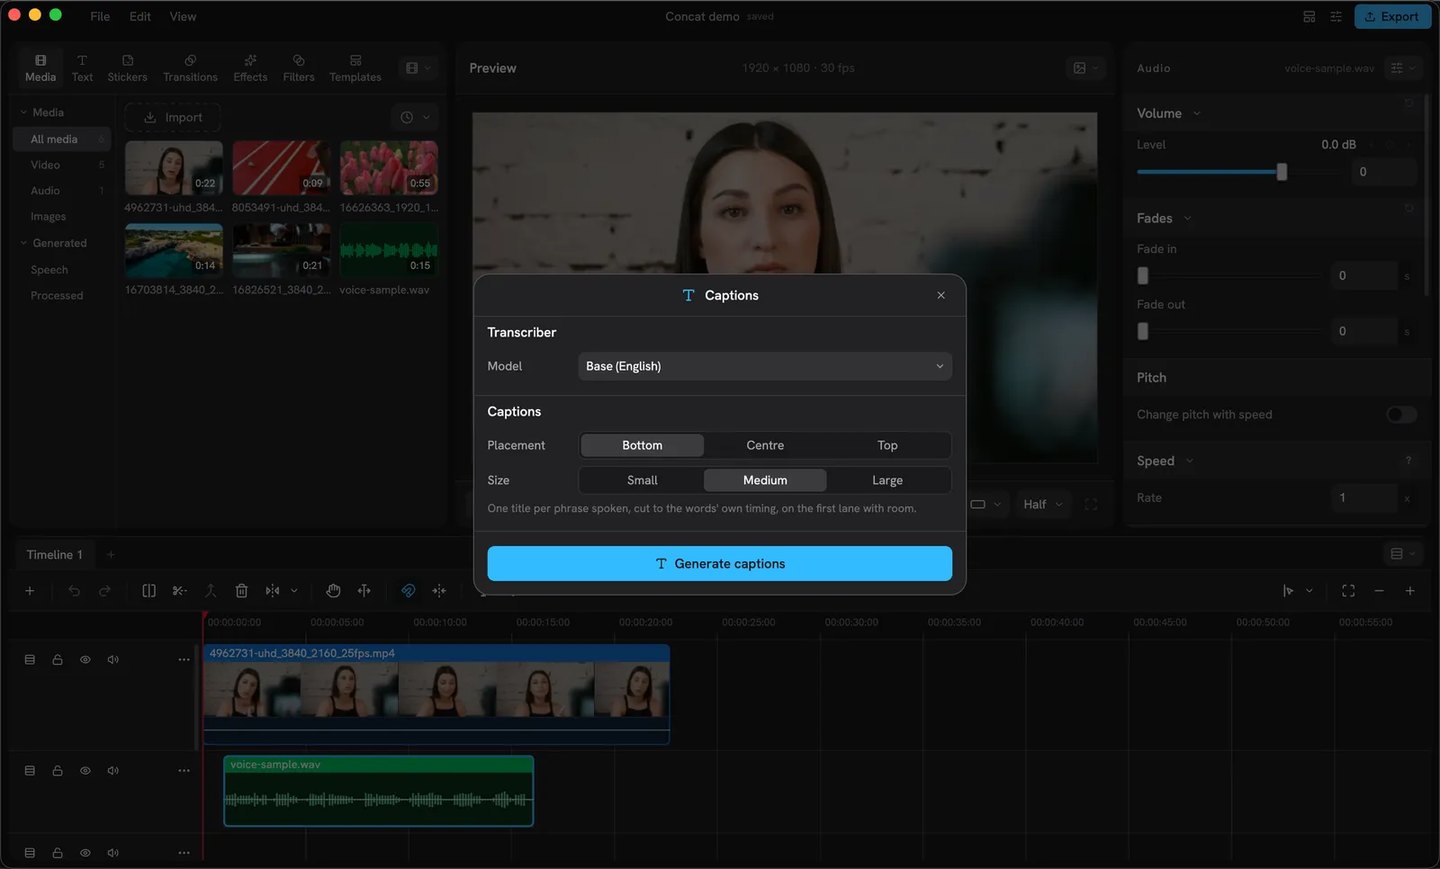 File Edit View
Concat demo saved
Export
Media Text Stickers Transitions Effects Filters Templates
Media
All media 6
Video 5
Audio 1
Images
Generated
Speech
Processed
Import
0:22 0:09 0:55
4962731-uhd_384... 8053491-uhd_384... 16626363_1920_1...
0:14 0:21 0:15
16703814_3840_2... 16826521_3840_2... voice-sample.wav
Preview 1920 × 1080 · 30 fps
Half
Captions
Transcriber
Model Base (English)
Captions
Placement Bottom Centre Top
Size Small Medium Large
One title per phrase spoken, cut to the words' own timing, on the first lane with room.
Generate captions
Audio voice-sample.wav
Volume
Level 0.0 dB
0
Fades
Fade in
0 s
Fade out
0 s
Pitch
Change pitch with speed
Speed ?
Rate 1 x
Timeline 1
00:00:00:00 00:00:05:00 00:00:10:00 00:00:15:00 00:00:20:00 00:00:25:00 00:00:30:00 00:00:35:00 00:00:40:00 00:00:45:00 00:00:50:00 00:00:55:00
4962731-uhd_3840_2160_25fps.mp4
voice-sample.wav